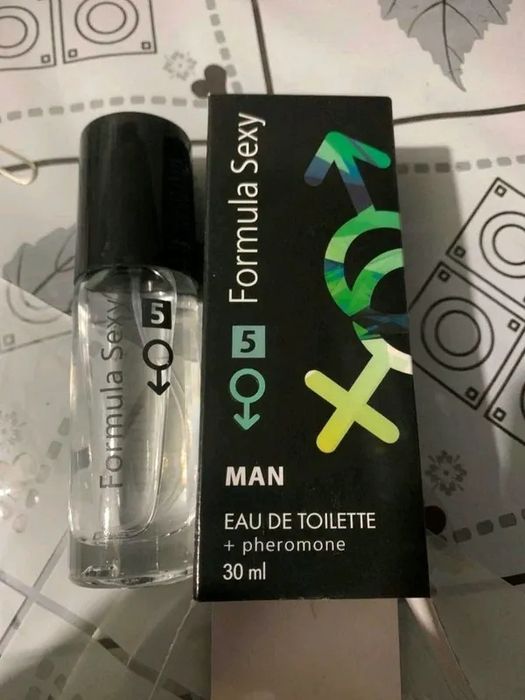 Formula Sexy
5
Formula Sexy
5
MAN
EAU DE TOILETTE
+ pheromone
30 ml